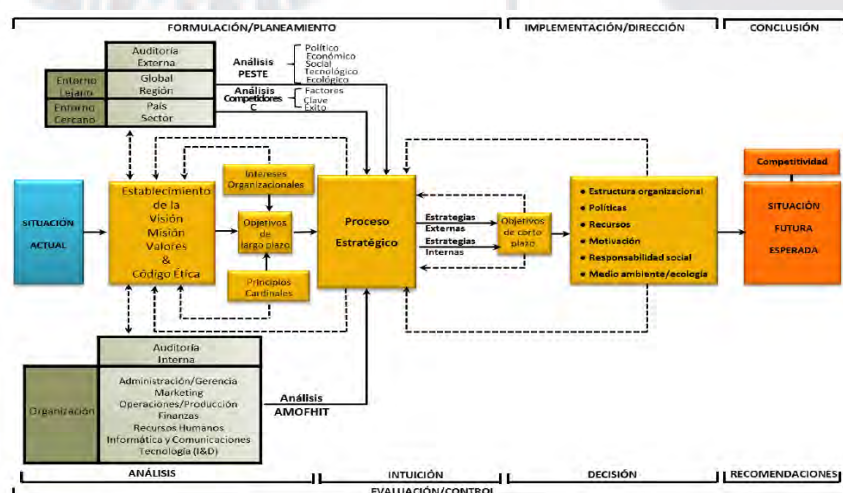 FORMULACIÓN/PLANEAMIENTO
IMPLEMENTACIÓN/DIRECCIÓN
CONCLUSIÓN
Auditoría
Externa
Entorno
Lejano
Global
Región
Entorno
Cercano
País
Sector
Análisis
PESTE
Político
Económico
Social
Tecnológico
Ecológico
Análisis
Competidores
C
Factores
Clave
Éxito
SITUACIÓN
ACTUAL
Establecimiento
de la
Visión
Misión
Valores
&
Código Ética
Intereses
Organizacionales
Objetivos
de
largo plazo
Principios
Cardinales
Proceso
Estratégico
Estrategias
Externas
Estrategias
Internas
Objetivos
de corto
plazo
• Estructura organizacional
• Políticas
• Recursos
• Motivación
• Responsabilidad social
• Medio ambiente/ecología
Competitividad
SITUACIÓN
FUTURA
ESPERADA
Auditoría
Interna
Organización
Administración/Gerencia
Marketing
Operaciones/Producción
Finanzas
Recursos Humanos
Informática y Comunicaciones
Tecnología (I&D)
Análisis
AMOFHIT
ANÁLISIS
INTUICIÓN
DECISIÓN
RECOMENDACIONES
EVALUACIÓN/CONTROL